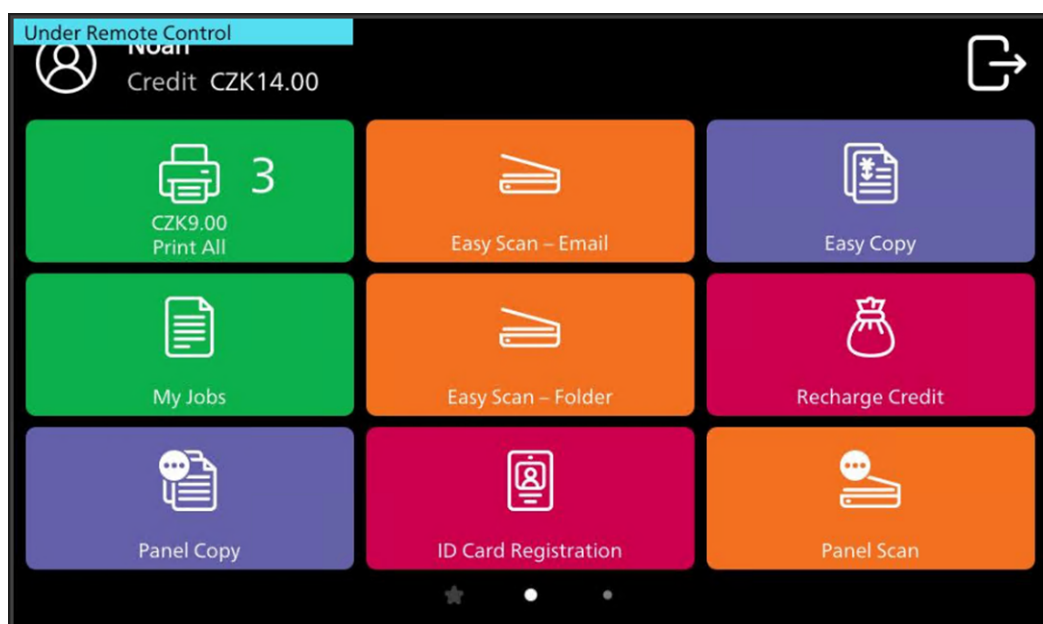 Under Remote Control
Noah
Credit CZK14.00
3
CZK9.00
Print All
Easy Scan – Email
Easy Copy
My Jobs
Easy Scan – Folder
Recharge Credit
Panel Copy
ID Card Registration
Panel Scan